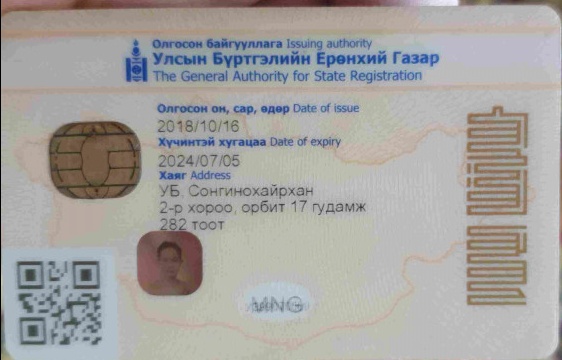 Олгосон байгууллага Issuing authority
Улсын Бүртгэлийн Ерөнхий Газар
The General Authority for State Registration
Олгосон он, сар, өдөр Date of issue
2018/10/16
Хүчинтэй хугацаа Date of expiry
2024/07/05
Хаяг Address
УБ, Сонгинохайрхан
2-р хороо, орбит 17 гудамж
282 тоот
MNG